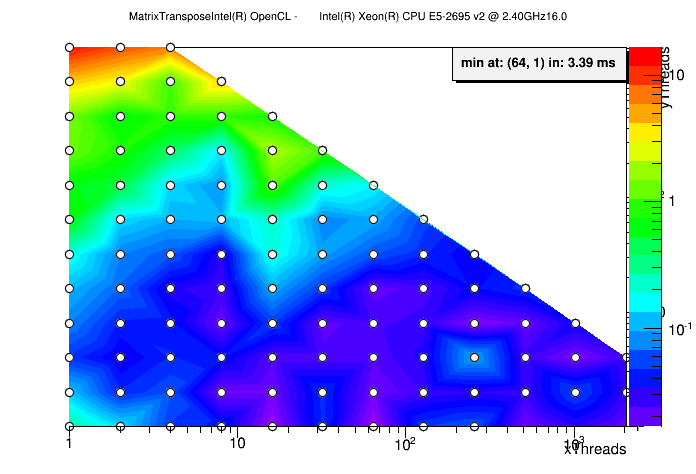 MatrixTransposeIntel(R) OpenCL - Intel(R) Xeon(R) CPU E5-2695 v2 @ 2.40GHz16.0
min at: (64, 1) in: 3.39 ms
yThreads
10
1
10⁻¹
1
10
10²
10³
xThreads